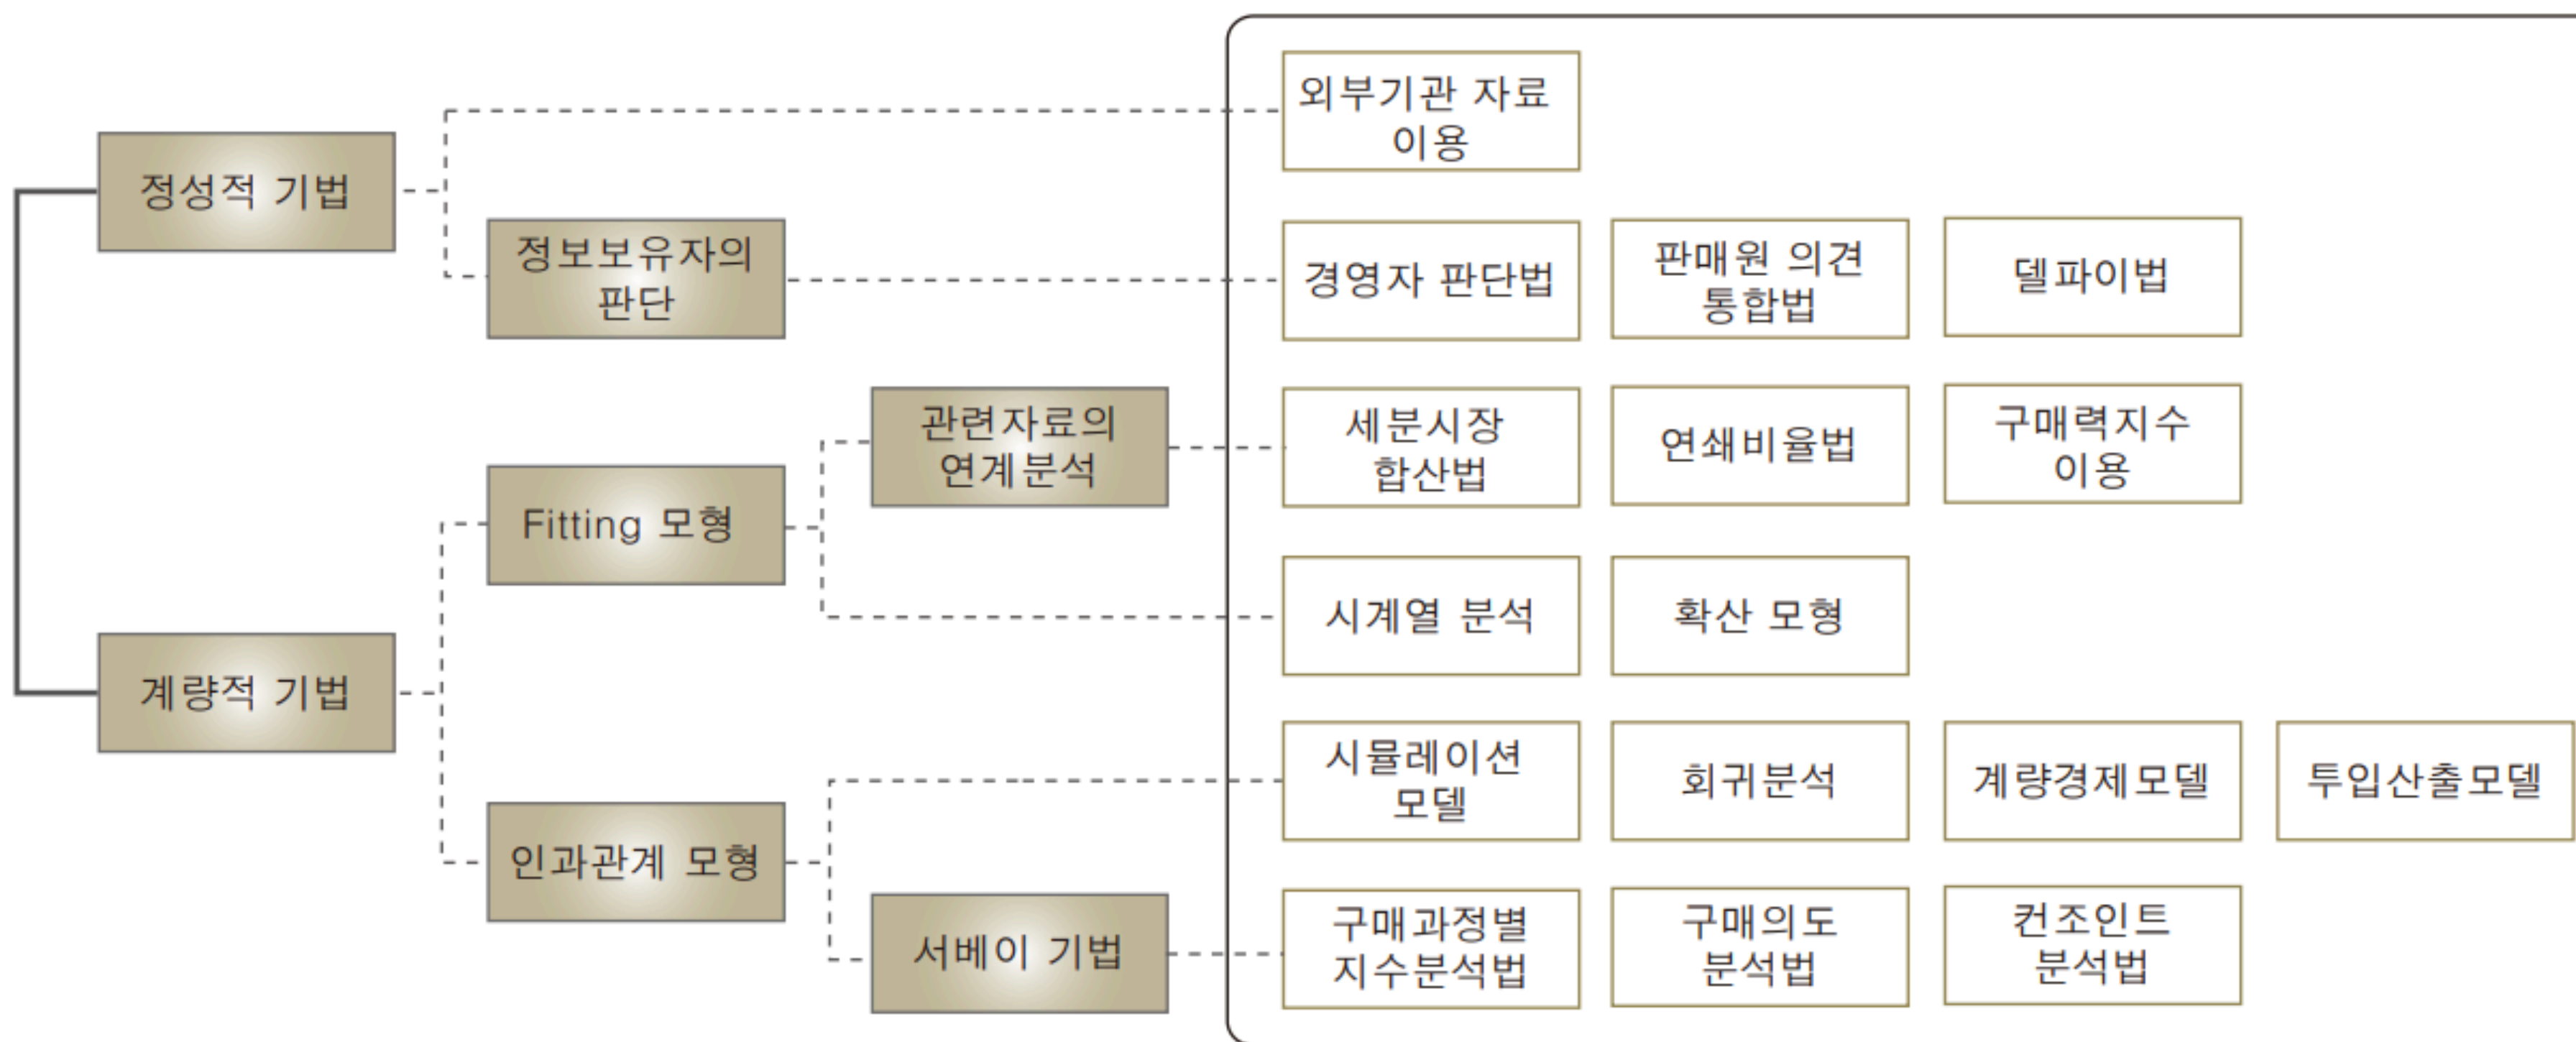 정성적 기법
외부기관 자료
이용
정보보유자의
판단
경영자 판단법
판매원 의견
통합법
델파이법
계량적 기법
Fitting 모형
관련자료의
연계분석
세분시장
합산법
연쇄비율법
구매력지수
이용
시계열 분석
확산 모형
인과관계 모형
시뮬레이션
모델
회귀분석
계량경제모델
투입산출모델
서베이 기법
구매과정별
지수분석법
구매의도
분석법
컨조인트
분석법